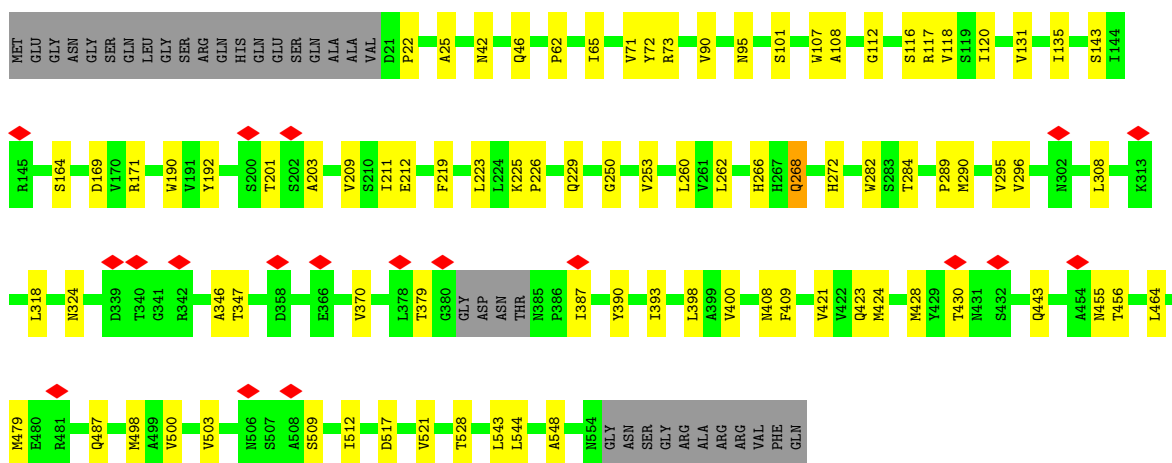 MET GLU GLY ASN GLY SER GLN LEU GLY SER ARG GLN HIS GLN GLU SER GLN ALA ALA VAL D21 P22 A25 N42 Q46 P62 I65 V71 Y72 R73 V90 N95 S101 W107 A108 G112 S116 R117 V118 S119 I120 V131 I135 S143 I144
R145 S164 D169 V170 R171 W190 V191 Y192 S200 T201 S202 A203 V209 S210 I211 E212 F219 L223 L224 K225 P226 Q229 G250 V253 L260 V261 L262 H266 H267 Q268 H272 W282 S283 T284 P289 M290 V295 V296 N302 L308 K313
L318 N324 D339 T340 G341 R342 A346 T347 D358 E366 V370 L378 T379 G380 GLY ASP ASN THR N385 P386 I387 Y390 I393 L398 A399 V400 N408 F409 V421 V422 Q423 M424 M428 Y429 T430 N431 S432 Q443 A454 N455 T456 L464
M479 E480 R481 Q487 M498 A499 V500 V503 N506 S507 A508 S509 I512 D517 V521 T528 L543 L544 A548 N554 GLY ASN SER GLY ARG ALA ARG ARG VAL PHE GLN